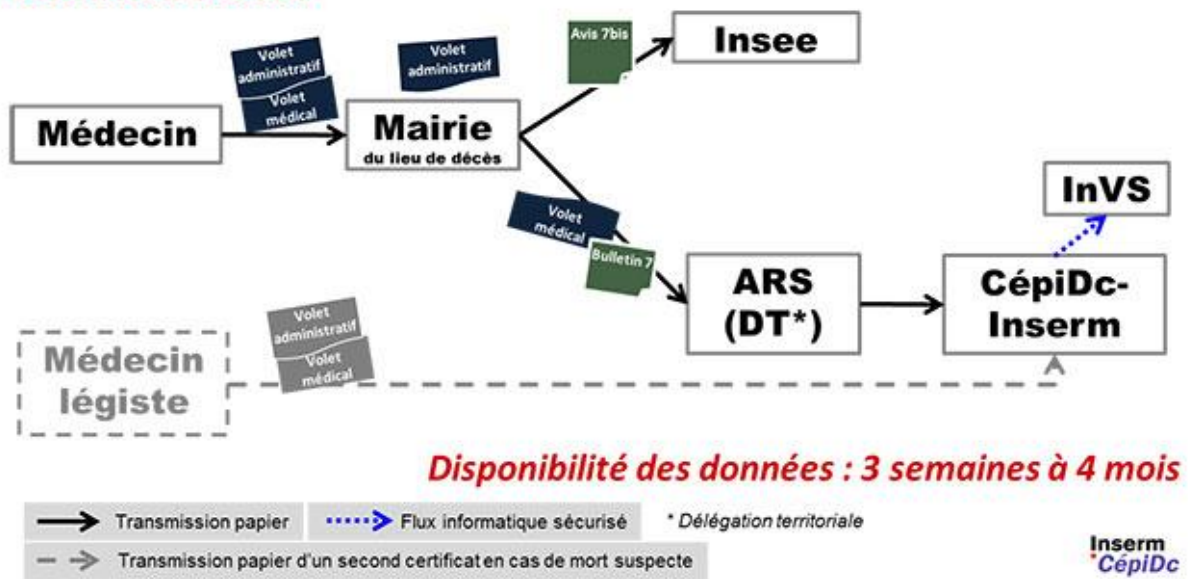 Avis 7bis
Insee
Volet
administratif
Volet
médical
Volet
administratif
Médecin
Mairie
du lieu de décès
InVS
Volet
médical
Bulletin 7
ARS
(DT*)
CépiDc-
Inserm
Volet
administratif
Volet
médical
Médecin
légiste
Disponibilité des données : 3 semaines à 4 mois
Transmission papier
Flux informatique sécurisé
* Délégation territoriale
Transmission papier d'un second certificat en cas de mort suspecte
Inserm
CépiDc